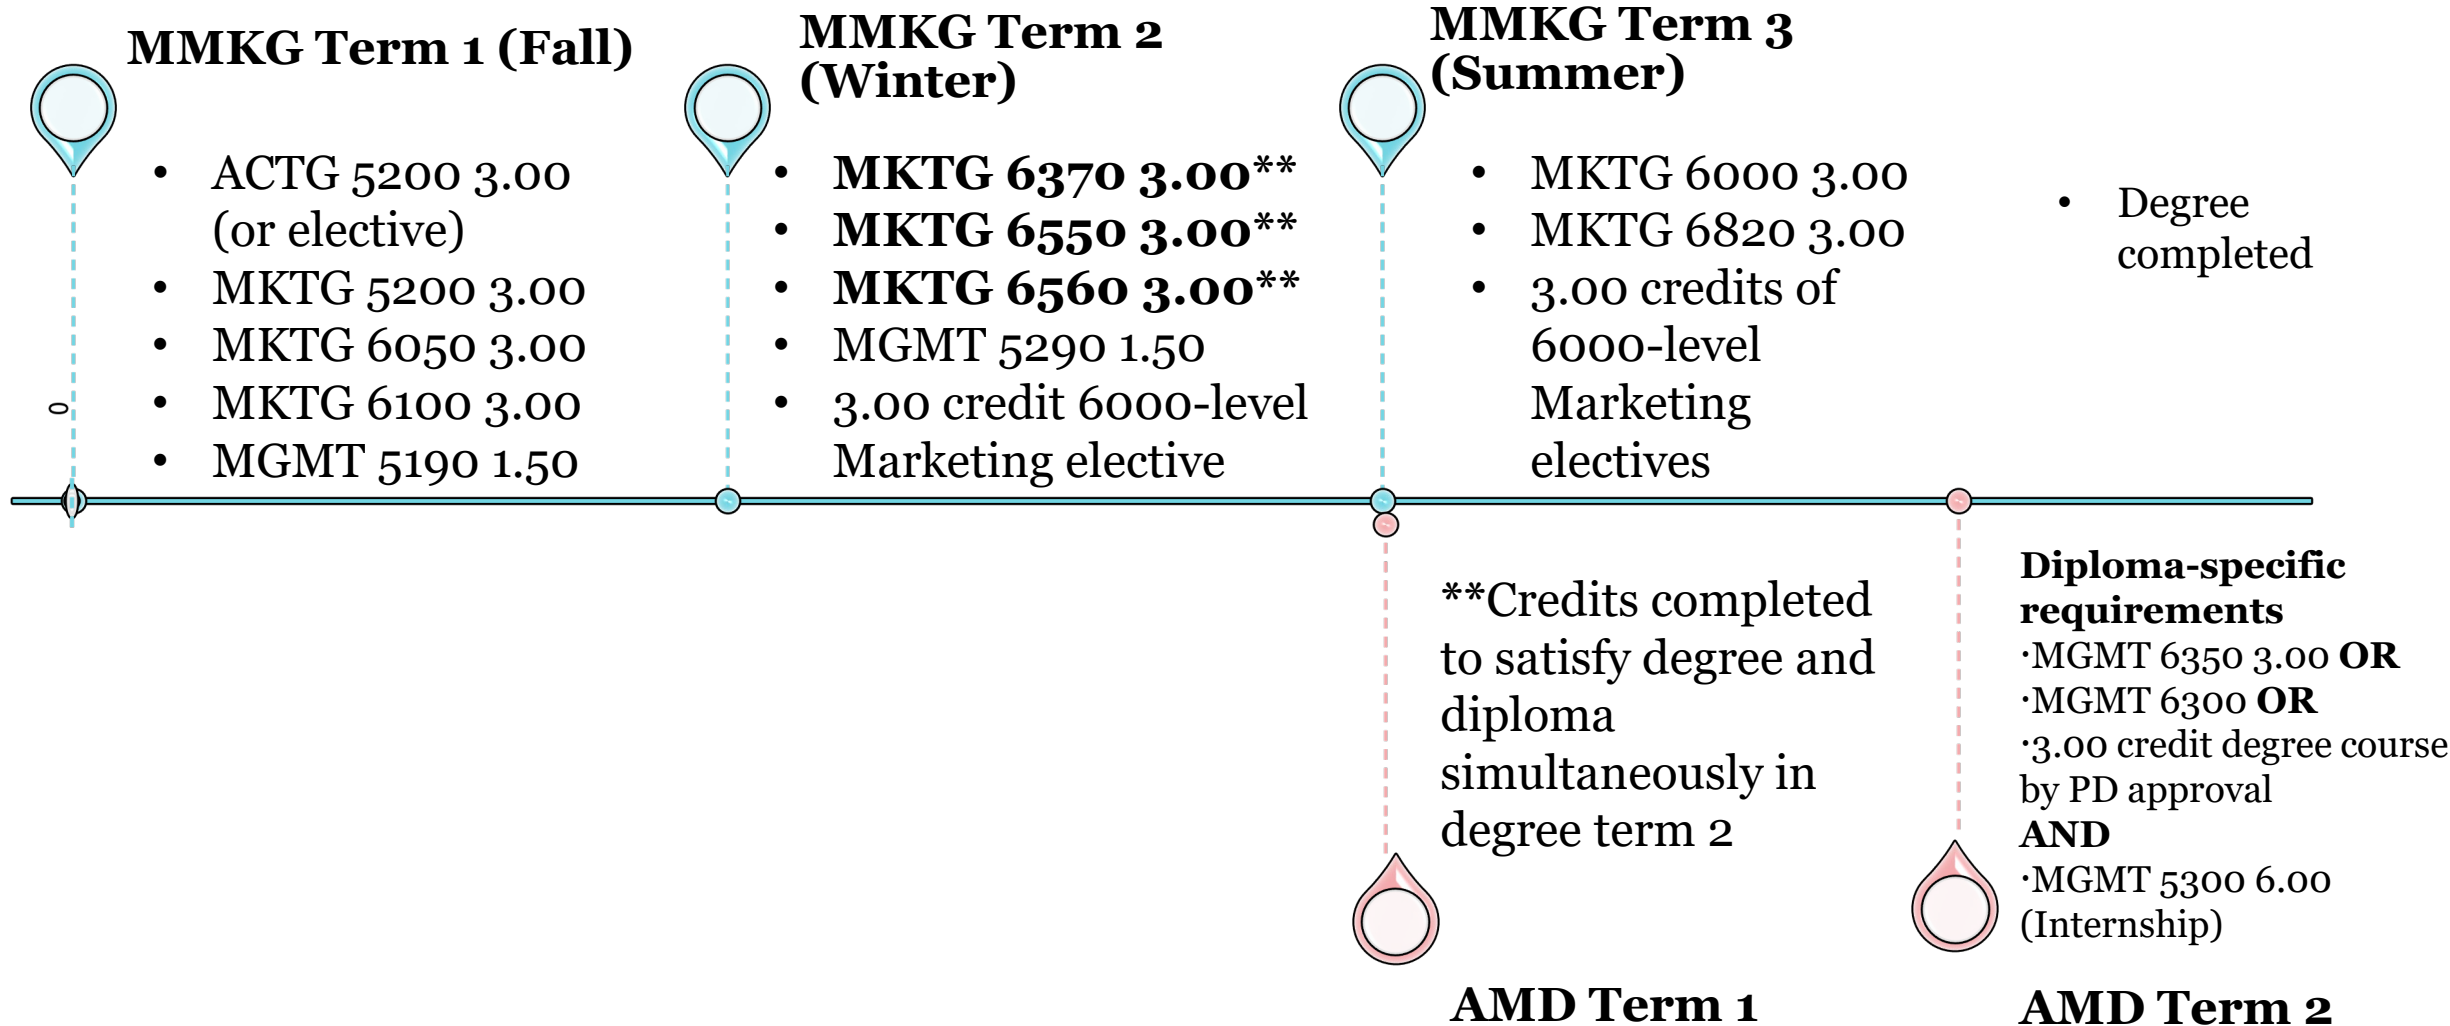 MMKG Term 1 (Fall)
• ACTG 5200 3.00
(or elective)
• MKTG 5200 3.00
• MKTG 6050 3.00
• MKTG 6100 3.00
• MGMT 5190 1.50
0
MMKG Term 2
(Winter)
• MKTG 6370 3.00**
• MKTG 6550 3.00**
• MKTG 6560 3.00**
• MGMT 5290 1.50
• 3.00 credit 6000-level
Marketing elective
MMKG Term 3
(Summer)
• MKTG 6000 3.00
• MKTG 6820 3.00
• 3.00 credits of
6000-level
Marketing
electives
• Degree
completed
**Credits completed
to satisfy degree and
diploma
simultaneously in
degree term 2
AMD Term 1
Diploma-specific
requirements
·MGMT 6350 3.00 OR
·MGMT 6300 OR
·3.00 credit degree course
by PD approval
AND
·MGMT 5300 6.00
(Internship)
AMD Term 2